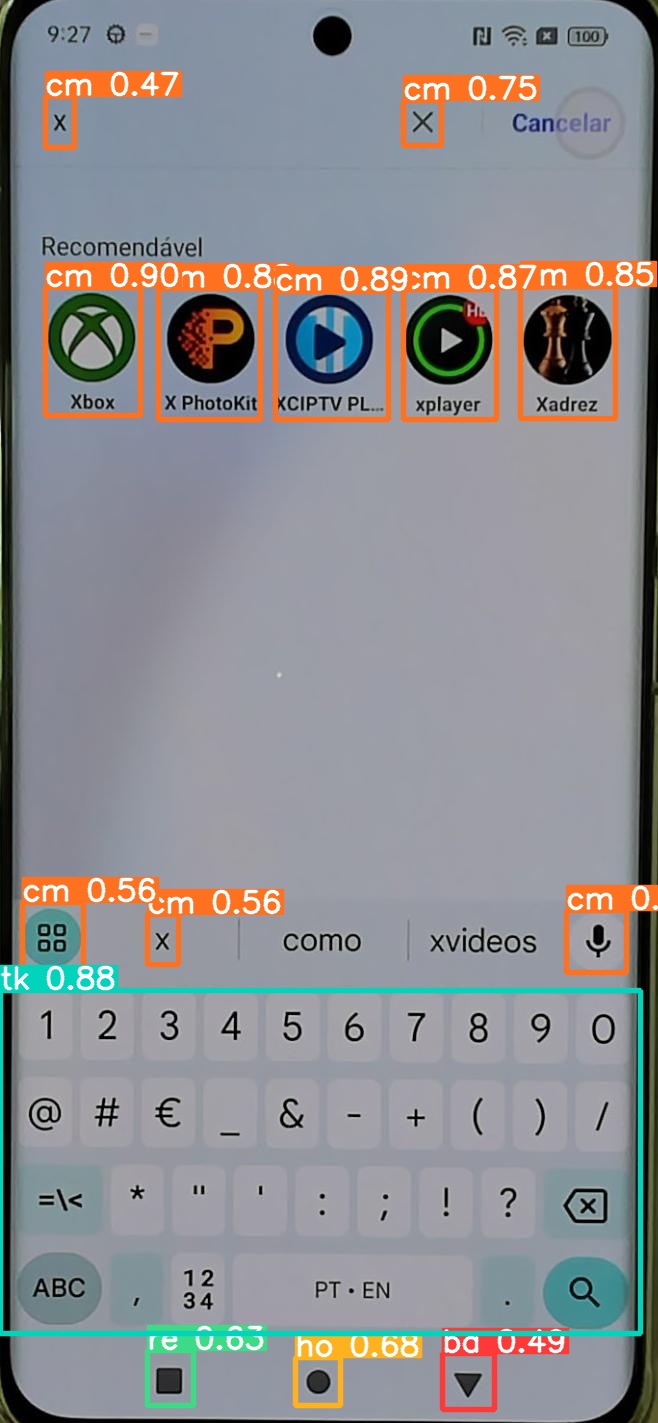 9:27 100
cm 0.47 cm 0.75
x Cancelar
Recomendável
cm 0.90 m 0.8 cm 0.89 cm 0.87 m 0.85
HD
Xbox X PhotoKit XCIPTV PL... xplayer Xadrez
cm 0.56 cm 0.56 cm 0.
x como xvideos
tk 0.88
1 2 3 4 5 6 7 8 9 0
@ # € _ & - + ( ) /
=\< * " ' : ; ! ?
ABC , 12 PT • EN .
34
re 0.63 ho 0.68 ba 0.49